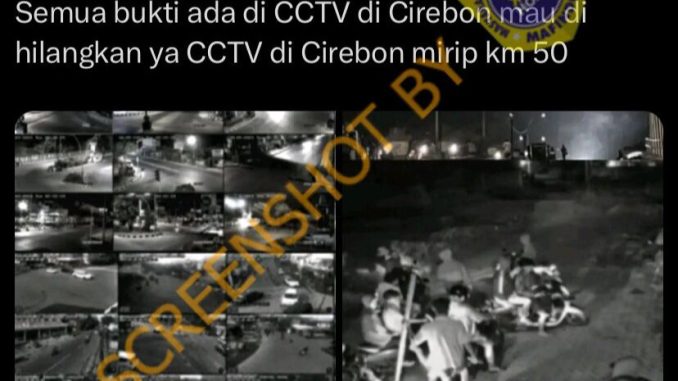 Semua bukti ada di CCTV di Cirebon mau di
hilangkan ya CCTV di Cirebon mirip km 50
SCREENSHOT BY
MAFI